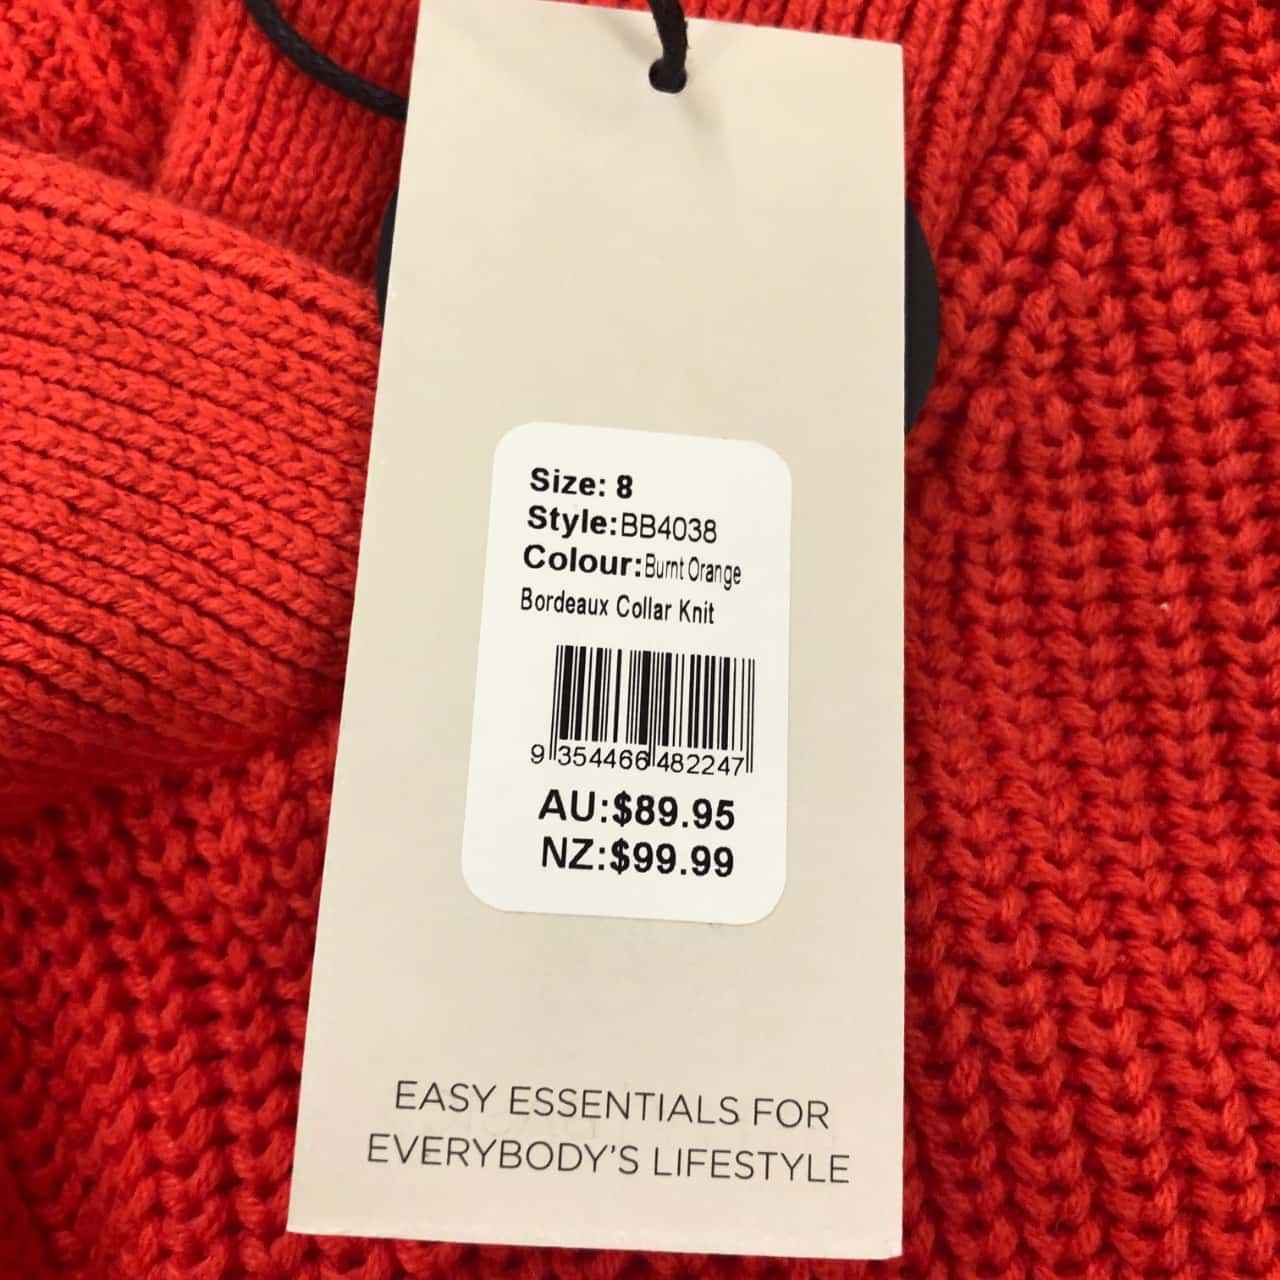 Size: 8
Style:BB4038
Colour:Burnt Orange
Bordeaux Collar Knit
9 354466 482247
AU:$89.95
NZ:$99.99
EASY ESSENTIALS FOR
EVERYBODY'S LIFESTYLE